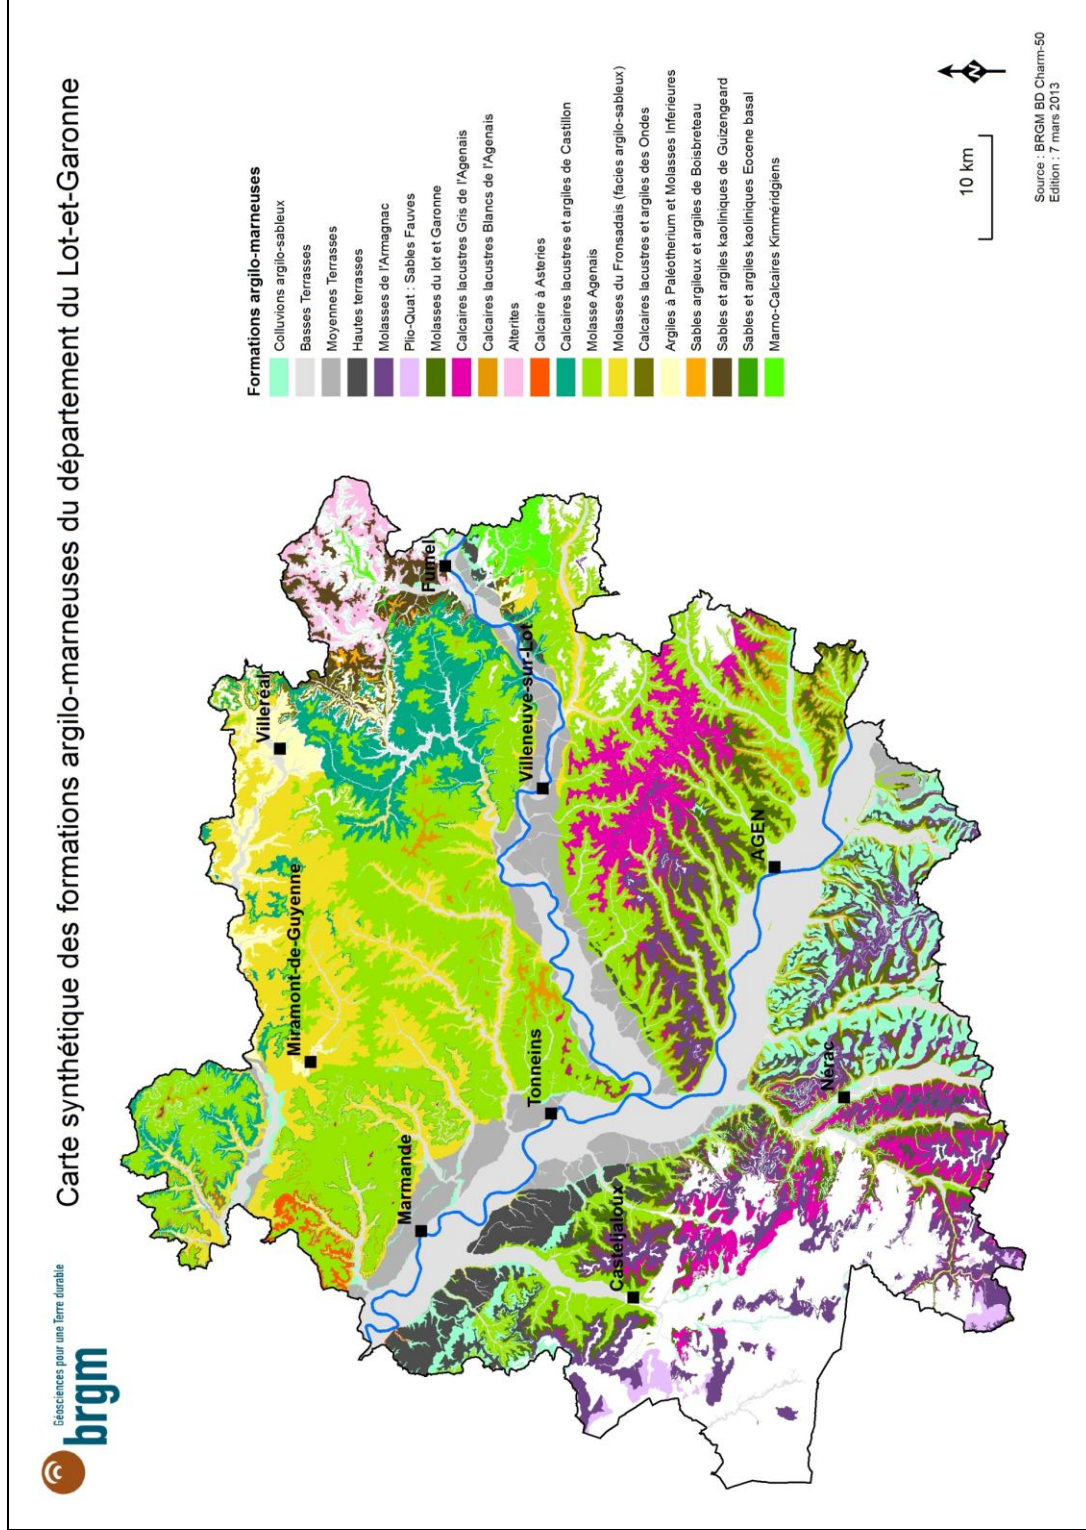 Carte synthétique des formations argilo-marneuses du département du Lot-et-Garonne
Géosciences pour une Terre durable
brgm
Formations argilo-marneuses
Colluvions argilo-sableux
Basses Terrasses
Moyennes Terrasses
Hautes terrasses
Molasses de l'Armagnac
Plio-Quat : Sables Fauves
Molasses du lot et Garonne
Calcaires lacustres Gris de l'Agenais
Calcaires lacustres Blancs de l'Agenais
Alterites
Calcaire à Asteries
Calcaires lacustres et argiles de Castillon
Molasse Agenais
Molasses du Fronsadais (facies argilo-sableux)
Calcaires lacustres et argiles des Ondes
Argiles à Paléotherium et Molasses Inferieures
Sables argileux et argiles de Boisbreteau
Sables et argiles kaoliniques de Guizengeard
Sables et argiles kaoliniques Eocene basal
Marno-Calcaires Kimméridgiens
Villeréal
Miramont-de-Guyenne
Fumel
Marmande
Tonneins
Villeneuve-sur-Lot
Casteljaloux
AGEN
Nérac
N
10 km
Source : BRGM BD Charm-50
Edition : 7 mars 2013